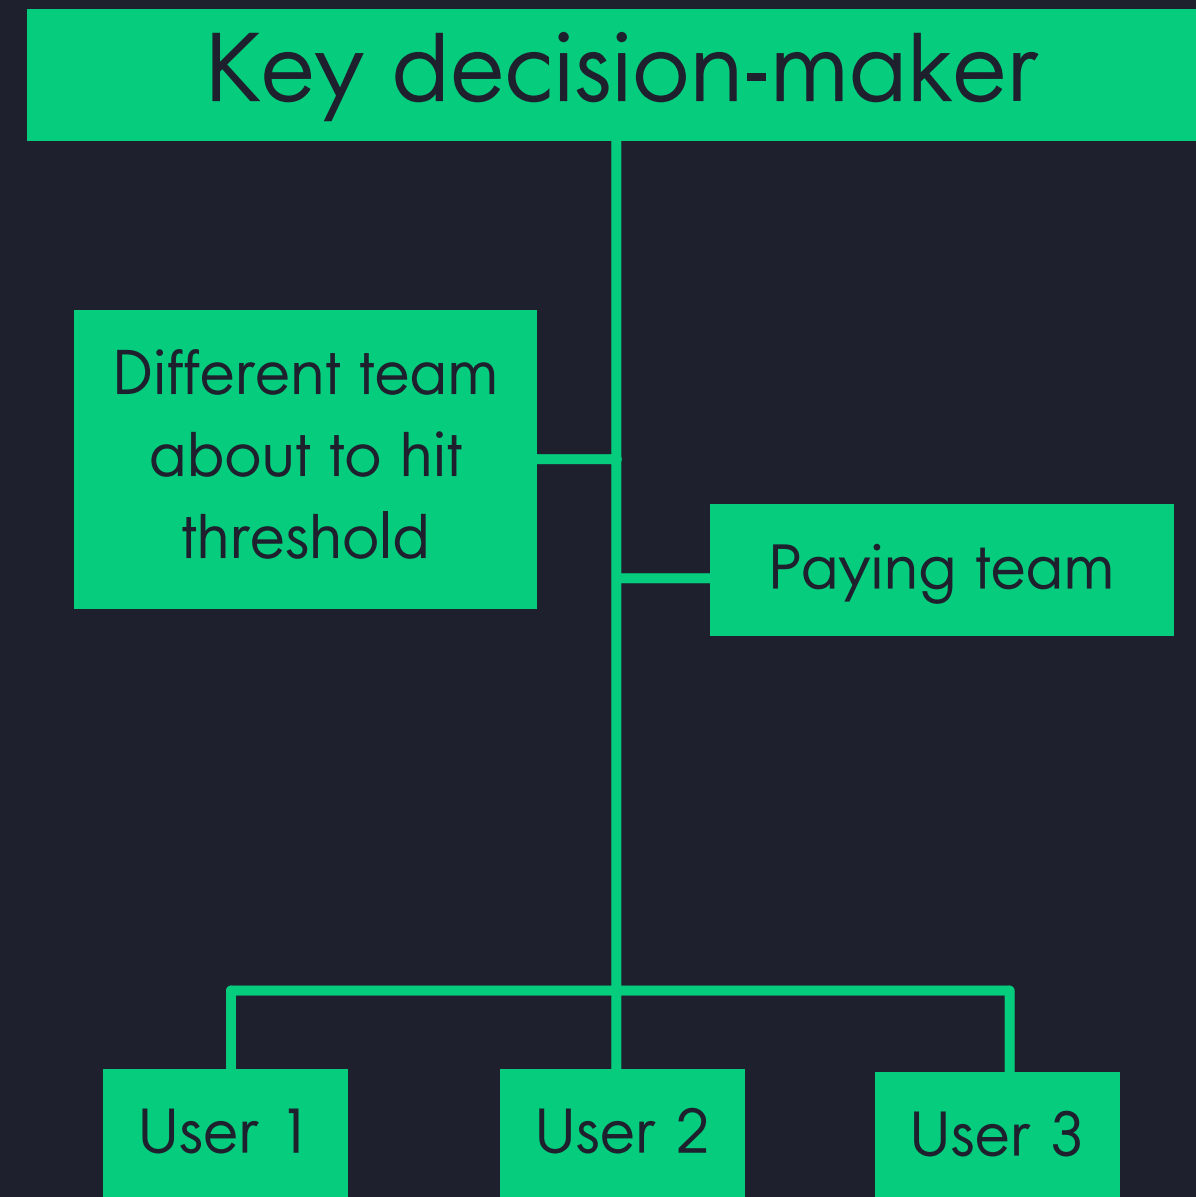 Key decision-maker
Different team
about to hit
threshold
Paying team
User 1
User 2
User 3